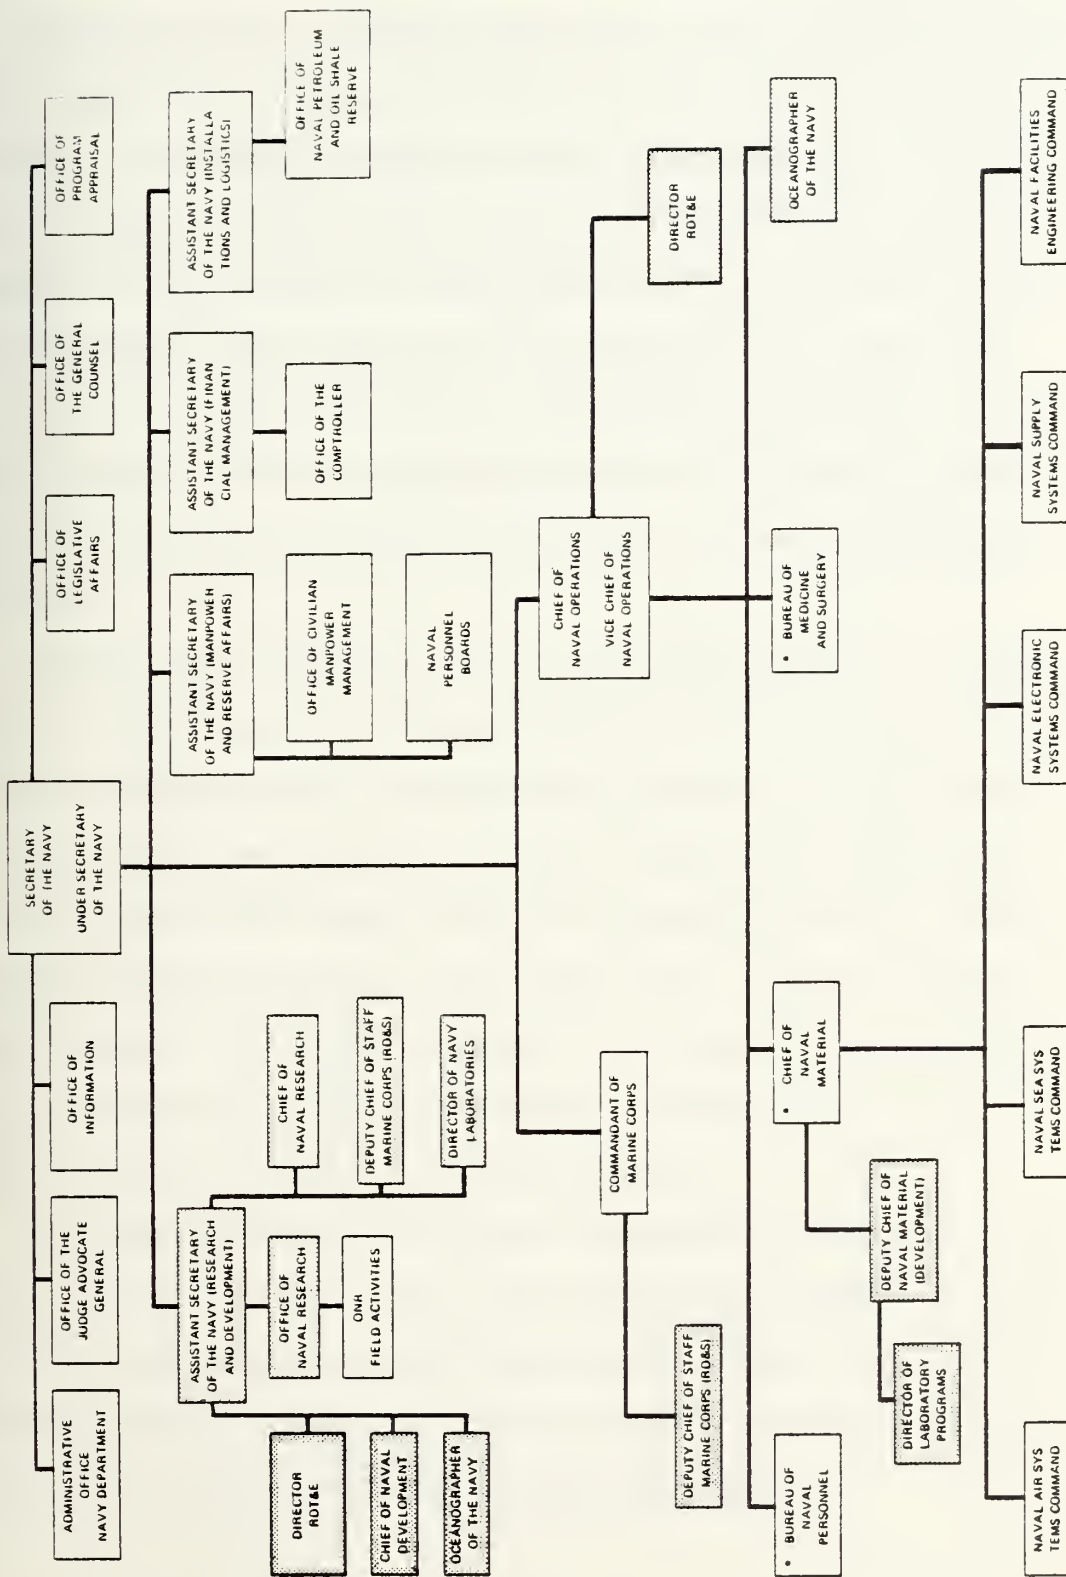 SECRETARY
OF THE NAVY
UNDER SECRETARY
OF THE NAVY
ADMINISTRATIVE
OFFICE
NAVY DEPARTMENT
OFFICE OF THE
JUDGE ADVOCATE
GENERAL
OFFICE OF
INFORMATION
OFFICE OF
LEGISLATIVE
AFFAIRS
OFFICE OF
THE GENERAL
COUNSEL
OFFICE OF
PROGRAM
APPRAISAL
ASSISTANT SECRETARY
OF THE NAVY (RESEARCH
AND DEVELOPMENT)
ASSISTANT SECRETARY
OF THE NAVY (MANPOWER
AND RESERVE AFFAIRS)
ASSISTANT SECRETARY
OF THE NAVY (FINAN
CIAL MANAGEMENT)
ASSISTANT SECRETARY
OF THE NAVY (INSTALLA
TIONS AND LOGISTICS)
DIRECTOR
RDT&E
CHIEF OF NAVAL
DEVELOPMENT
OCEANOGRAPHER
OF THE NAVY
OFFICE OF
NAVAL RESEARCH
ONR
FIELD ACTIVITIES
CHIEF OF
NAVAL RESEARCH
DEPUTY CHIEF OF STAFF
MARINE CORPS (RD&S)
DIRECTOR OF NAVY
LABORATORIES
OFFICE OF CIVILIAN
MANPOWER
MANAGEMENT
NAVAL
PERSONNEL
BOARDS
OFFICE OF THE
COMPTROLLER
OFFICE OF
NAVAL PETROLEUM
AND OIL SHALE
RESERVE
COMMANDANT OF
MARINE CORPS
DEPUTY CHIEF OF STAFF
MARINE CORPS (RD&S)
CHIEF OF
NAVAL OPERATIONS
VICE CHIEF OF
NAVAL OPERATIONS
DIRECTOR
RDT&E
* BUREAU OF
NAVAL
PERSONNEL
* CHIEF OF
NAVAL
MATERIAL
* BUREAU OF
MEDICINE
AND SURGERY
OCEANOGRAPHER
OF THE NAVY
DEPUTY CHIEF OF
NAVAL MATERIAL
(DEVELOPMENT)
DIRECTOR OF
LABORATORY
PROGRAMS
NAVAL AIR SYS
TEMS COMMAND
NAVAL SEA SYS
TEMS COMMAND
NAVAL ELECTRONIC
SYSTEMS COMMAND
NAVAL SUPPLY
SYSTEMS COMMAND
NAVAL FACILITIES
ENGINEERING COMMAND